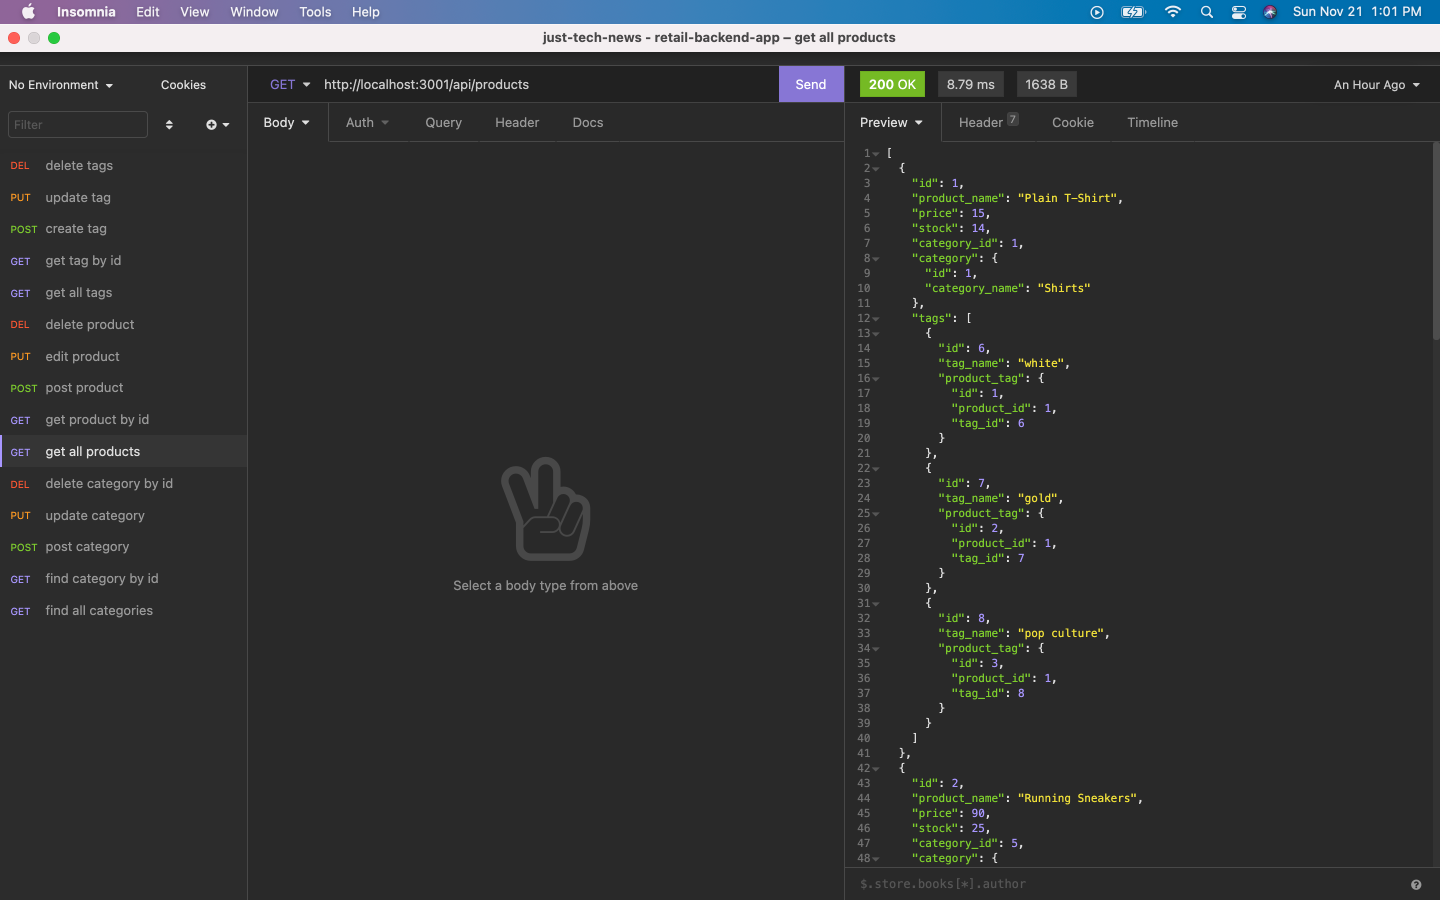 Insomnia Edit View Window Tools Help Sun Nov 21 1:01 PM
just-tech-news - retail-backend-app – get all products
No Environment Cookies
Filter
DEL delete tags
PUT update tag
POST create tag
GET get tag by id
GET get all tags
DEL delete product
PUT edit product
POST post product
GET get product by id
GET get all products
DEL delete category by id
PUT update category
POST post category
GET find category by id
GET find all categories
GET http://localhost:3001/api/products Send
Body Auth Query Header Docs
Select a body type from above
200 OK 8.79 ms 1638 B An Hour Ago
Preview Header 7 Cookie Timeline
1 [
2 {
3 "id": 1,
4 "product_name": "Plain T-Shirt",
5 "price": 15,
6 "stock": 14,
7 "category_id": 1,
8 "category": {
9 "id": 1,
10 "category_name": "Shirts"
11 },
12 "tags": [
13 {
14 "id": 6,
15 "tag_name": "white",
16 "product_tag": {
17 "id": 1,
18 "product_id": 1,
19 "tag_id": 6
20 }
21 },
22 {
23 "id": 7,
24 "tag_name": "gold",
25 "product_tag": {
26 "id": 2,
27 "product_id": 1,
28 "tag_id": 7
29 }
30 },
31 {
32 "id": 8,
33 "tag_name": "pop culture",
34 "product_tag": {
35 "id": 3,
36 "product_id": 1,
37 "tag_id": 8
38 }
39 }
40 ]
41 },
42 {
43 "id": 2,
44 "product_name": "Running Sneakers",
45 "price": 90,
46 "stock": 25,
47 "category_id": 5,
48 "category": {
$.store.books[*].author